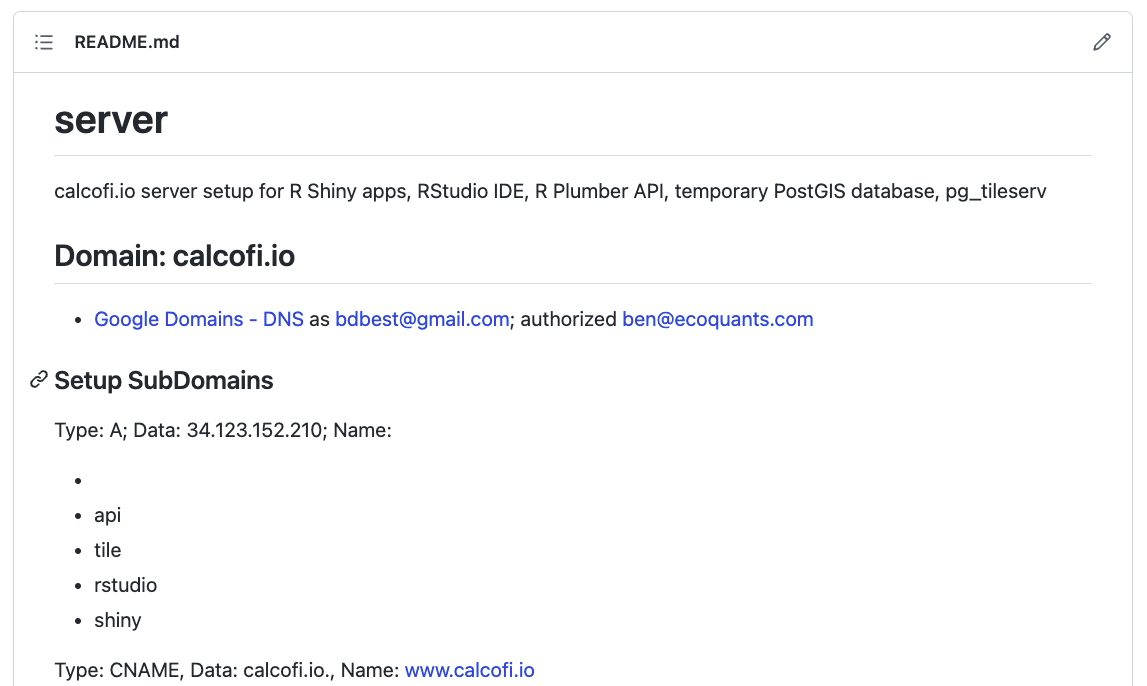 README.md
server
calcofi.io server setup for R Shiny apps, RStudio IDE, R Plumber API, temporary PostGIS database, pg_tileserv
Domain: calcofi.io
• Google Domains - DNS as bdbest@gmail.com; authorized ben@ecoquants.com
Setup SubDomains
Type: A; Data: 34.123.152.210; Name:
•
• api
• tile
• rstudio
• shiny
Type: CNAME, Data: calcofi.io., Name: www.calcofi.io